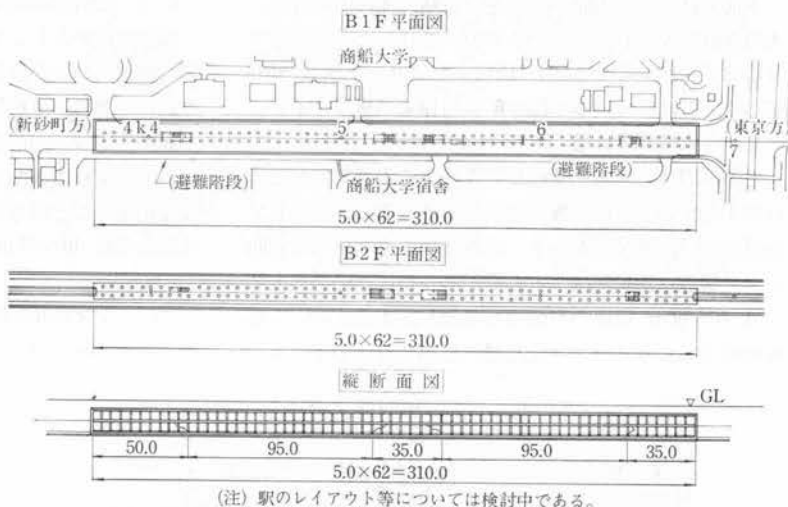 B1F平面図
商船大学
(新砂町方)
4k4
5
6
(東京方)
7
(避難階段)
商船大学宿舎
(避難階段)
5.0×62=310.0
B2F平面図
5.0×62=310.0
縦断面図
GL
50.0
95.0
35.0
95.0
35.0
5.0×62=310.0
(注) 駅のレイアウト等については検討中である。